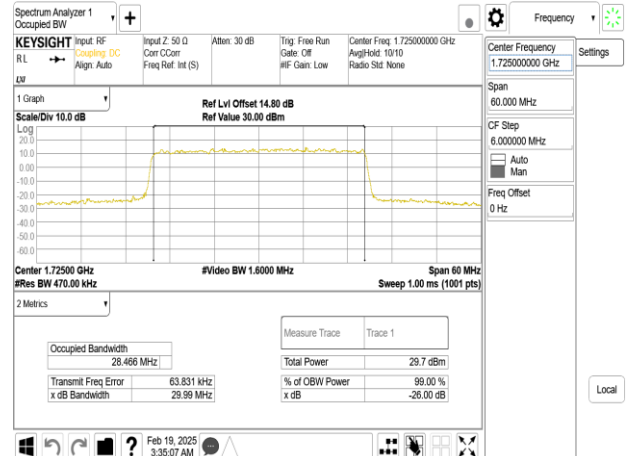 Spectrum Analyzer 1
Occupied BW
Frequency
KEYSIGHT
Input: RF
Input Z: 50 Ω
Atten: 30 dB
Trig: Free Run
Center Freq: 1.725000000 GHz
RL
Coupling: DC
Corr CCorr
Gate: Off
Avg|Hold: 10/10
Align: Auto
Freq Ref: Int (S)
#IF Gain: Low
Radio Std: None
LXI
Center Frequency
1.725000000 GHz
Settings
Span
60.000 MHz
CF Step
6.000000 MHz
Auto
Man
Freq Offset
0 Hz
Local
1 Graph
Ref Lvl Offset 14.80 dB
Scale/Div 10.0 dB
Ref Value 30.00 dBm
Log
20.0
10.0
0.00
-10.0
-20.0
-30.0
-40.0
-50.0
-60.0
Center 1.72500 GHz
#Video BW 1.6000 MHz
Span 60 MHz
#Res BW 470.00 kHz
Sweep 1.00 ms (1001 pts)
2 Metrics
Measure Trace
Trace 1
Occupied Bandwidth
28.466 MHz
Total Power
29.7 dBm
Transmit Freq Error
63.831 kHz
% of OBW Power
99.00 %
x dB Bandwidth
29.99 MHz
x dB
-26.00 dB
Feb 19, 2025
3:35:07 AM